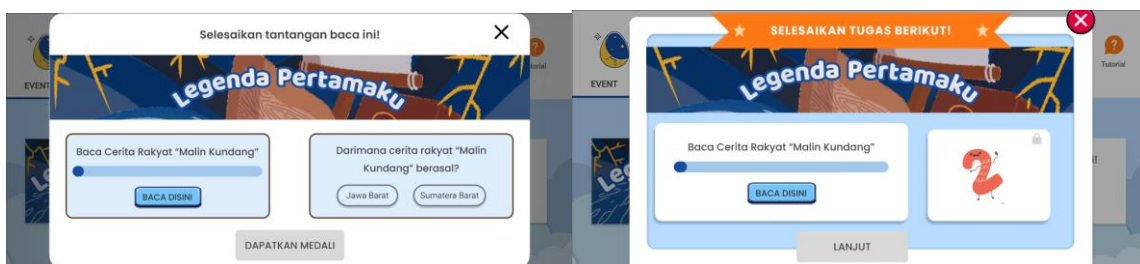 Selesaikan tantangan baca ini!
EVENT
Legenda Pertamaku
Baca Cerita Rakyat "Malin Kundang"
BACA DISINI
Darimana cerita rakyat "Malin
Kundang" berasal?
Jawa Barat
Sumatera Barat
DAPATKAN MEDALI
SELESAIKAN TUGAS BERIKUT!
EVENT
?
Tutorial
Legenda Pertamaku
Baca Cerita Rakyat "Malin Kundang"
BACA DISINI
2
LANJUT